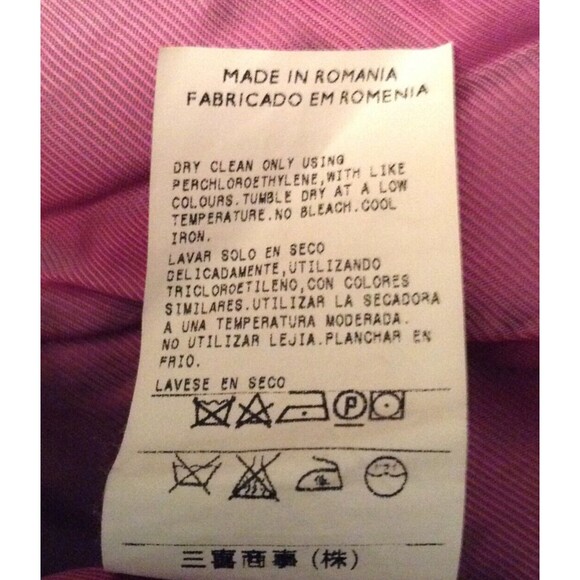 MADE IN ROMANIA
FABRICADO EM ROMENIA
DRY CLEAN ONLY USING
PERCHLOROETHYLENE,WITH LIKE
COLOURS.TUMBLE DRY AT A LOW
TEMPERATURE.NO BLEACH.COOL
IRON.
LAVAR SOLO EN SECO
DELICADAMENTE,UTILIZANDO
TRICLOROETILENO,CON COLORES
SIMILARES.UTILIZAR LA SECADORA
A UNA TEMPERATURA MODERADA.
NO UTILIZAR LEJIA.PLANCHAR EN
FRIO.
LAVESE EN SECO
P
三喜商事(株)